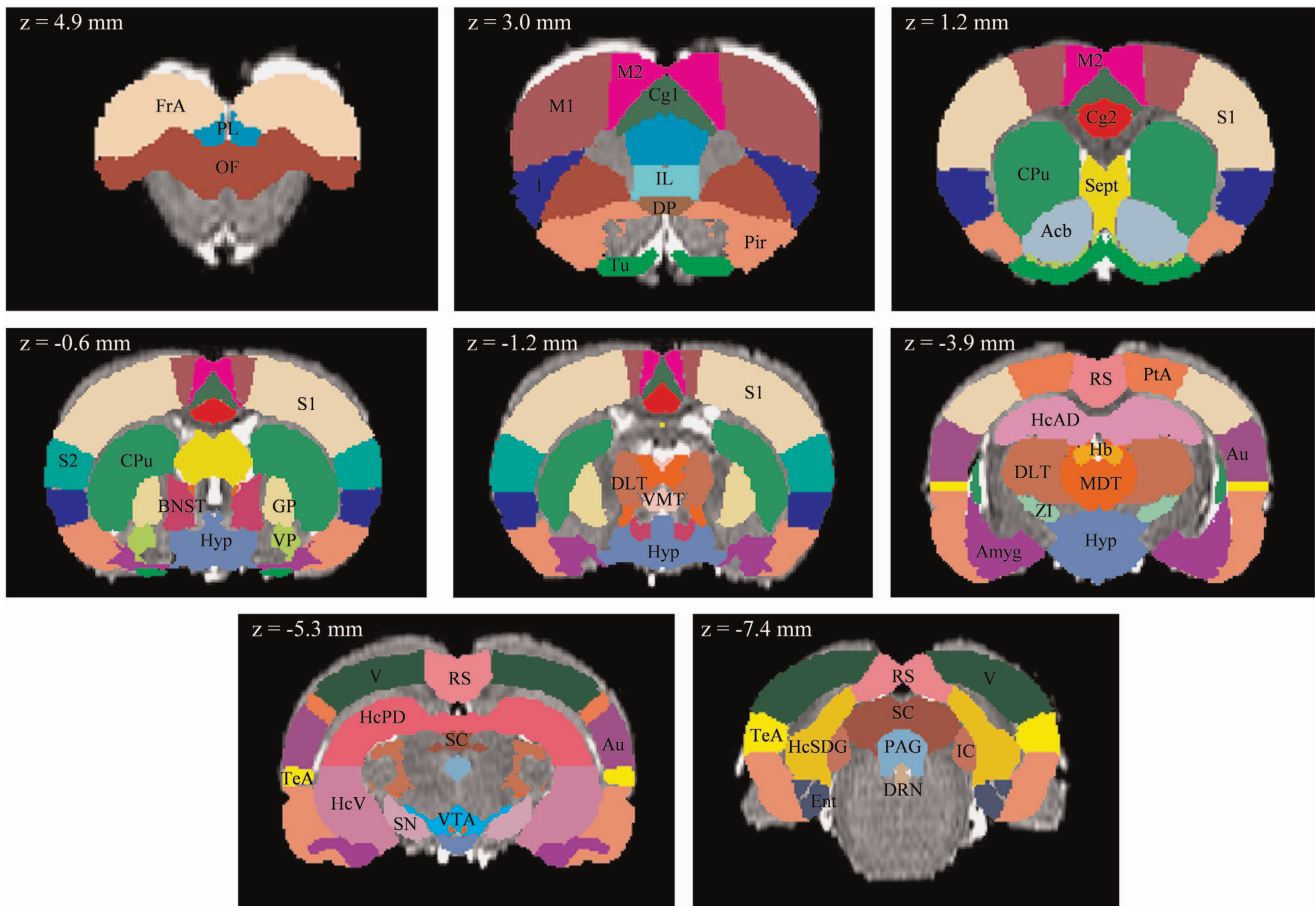 z = 4.9 mm
FrA
PL
OF
z = 3.0 mm
M2
M1
Cg1
I
IL
DP
Pir
Tu
z = 1.2 mm
M2
Cg2
S1
CPu
Sept
Acb
z = -0.6 mm
S1
S2
CPu
BNST
GP
Hyp
VP
z = -1.2 mm
S1
DLT
VMT
Hyp
z = -3.9 mm
RS
PtA
HcAD
Hb
Au
DLT
MDT
ZI
Amyg
Hyp
z = -5.3 mm
V
RS
HcPD
SC
Au
TeA
HcV
SN
VTA
z = -7.4 mm
RS
V
SC
TeA
HcSDG
PAG
IC
DRN
Ent